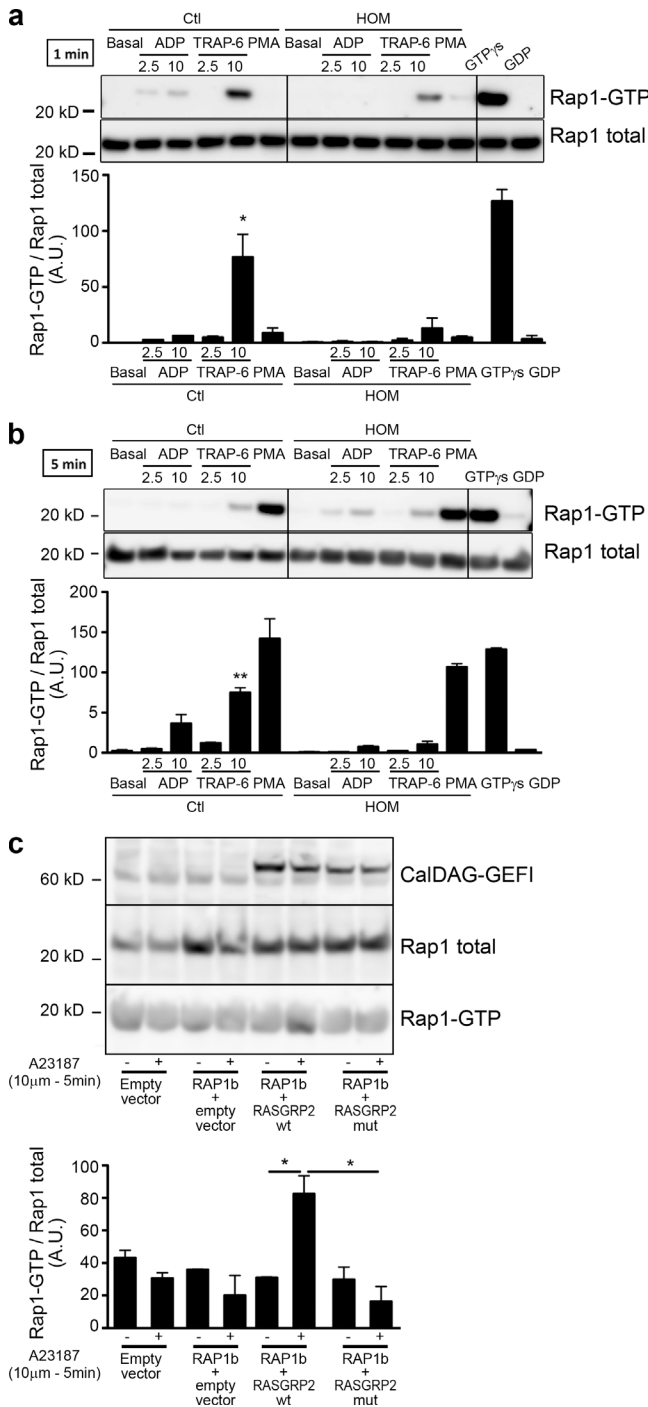 a
Ctl HOM
Basal ADP TRAP-6 PMA Basal ADP TRAP-6 PMA GTPγs GDP
1 min
2.5 10 2.5 10 2.5 10 2.5 10
20 kD Rap1-GTP
20 kD Rap1 total
Rap1-GTP / Rap1 total
(A.U.)
150
100
50
0
*
2.5 10 2.5 10 2.5 10 2.5 10
Basal ADP TRAP-6 PMA Basal ADP TRAP-6 PMA GTPγs GDP
Ctl HOM
b
Ctl HOM
Basal ADP TRAP-6 PMA Basal ADP TRAP-6 PMA
5 min
2.5 10 2.5 10 2.5 10 2.5 10 GTPγs GDP
20 kD Rap1-GTP
20 kD Rap1 total
Rap1-GTP / Rap1 total
(A.U.)
200
150
100
5
0
**
2.5 10 2.5 10 2.5 10 2.5 10
Basal ADP TRAP-6 PMA Basal ADP TRAP-6 PMA GTPγs GDP
Ctl HOM
c
60 kD CalDAG-GEFI
20 kD Rap1 total
20 kD Rap1-GTP
A23187 - + - + - + - +
(10μm - 5min)
Empty RAP1b RAP1b RAP1b
vector + + +
empty RASGRP2 RASGRP2
vector wt mut
Rap1-GTP / Rap1 total
(A.U.)
100
80
60
40
20
0
* *
A23187 - + - + - + - +
(10μm - 5min)
Empty RAP1b RAP1b RAP1b
vector + + +
empty RASGRP2 RASGRP2
vector wt mut